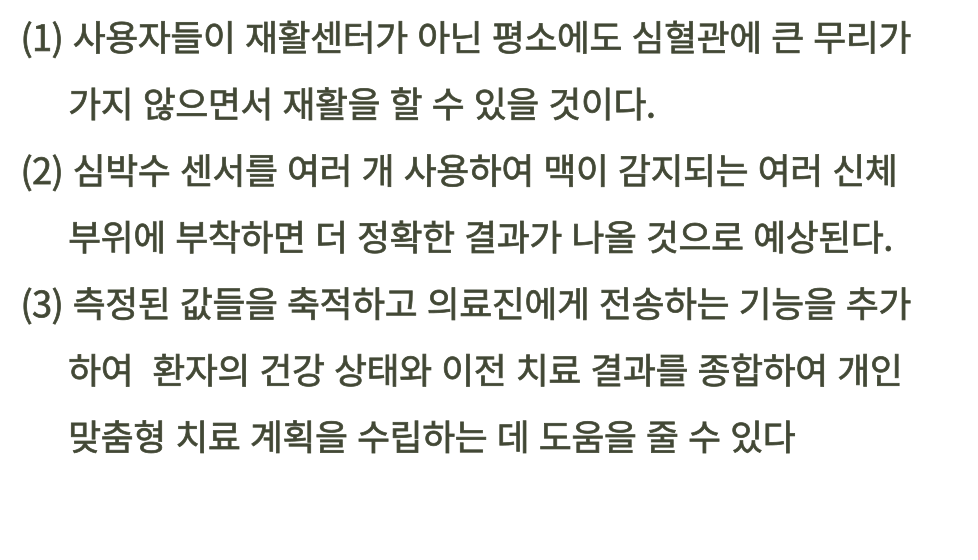 (1) 사용자들이 재활센터가 아닌 평소에도 심혈관에 큰 무리가
가지 않으면서 재활을 할 수 있을 것이다.
(2) 심박수 센서를 여러 개 사용하여 맥이 감지되는 여러 신체
부위에 부착하면 더 정확한 결과가 나올 것으로 예상된다.
(3) 측정된 값들을 축적하고 의료진에게 전송하는 기능을 추가
하여  환자의 건강 상태와 이전 치료 결과를 종합하여 개인
맞춤형 치료 계획을 수립하는 데 도움을 줄 수 있다